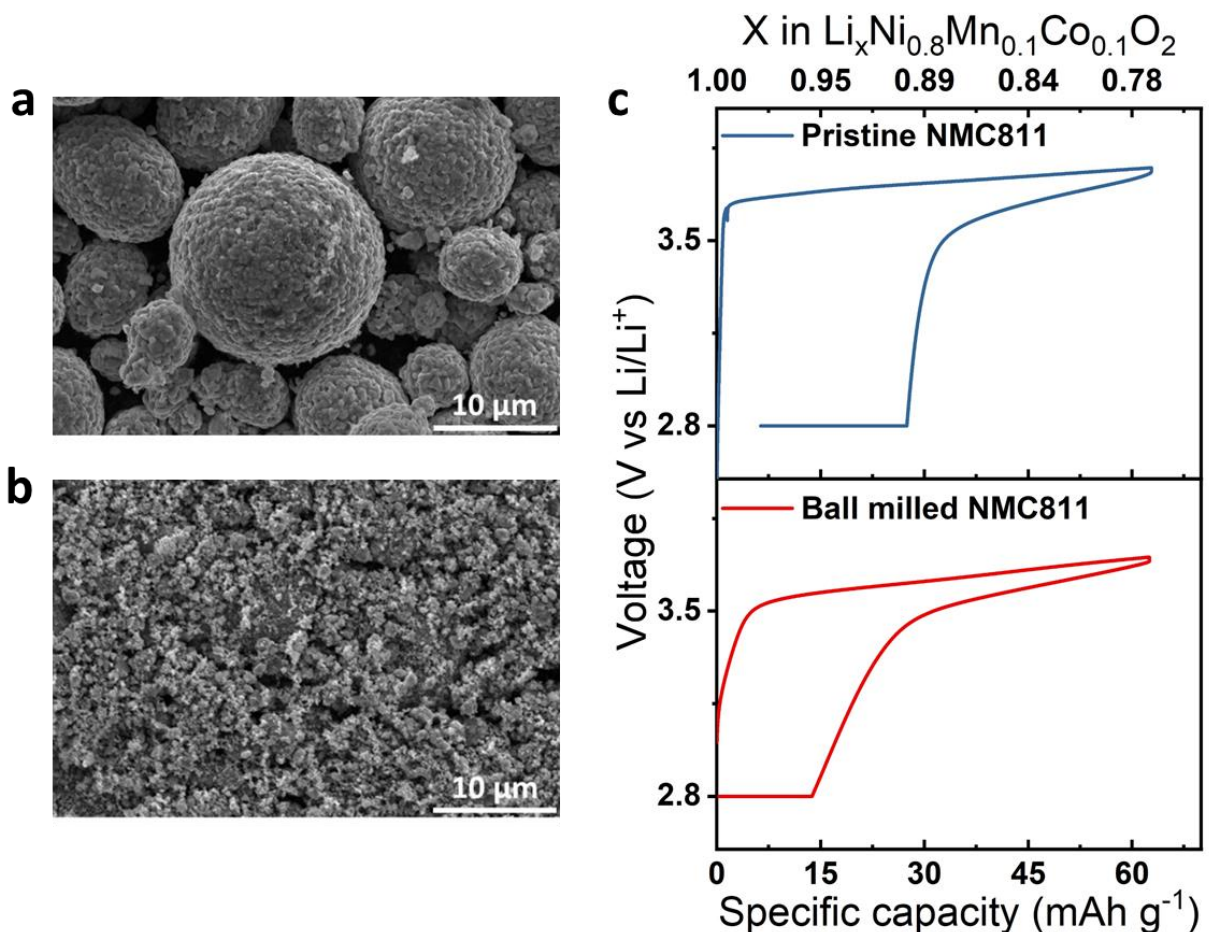 a
10 µm
b
10 µm
c
X in LiₓNi₀.₈Mn₀.₁Co₀.₁O₂
1.00 0.95 0.89 0.84 0.78
Pristine NMC811
3.5
2.8
Ball milled NMC811
3.5
2.8
Voltage (V vs Li/Li⁺)
0 15 30 45 60
Specific capacity (mAh g⁻¹)